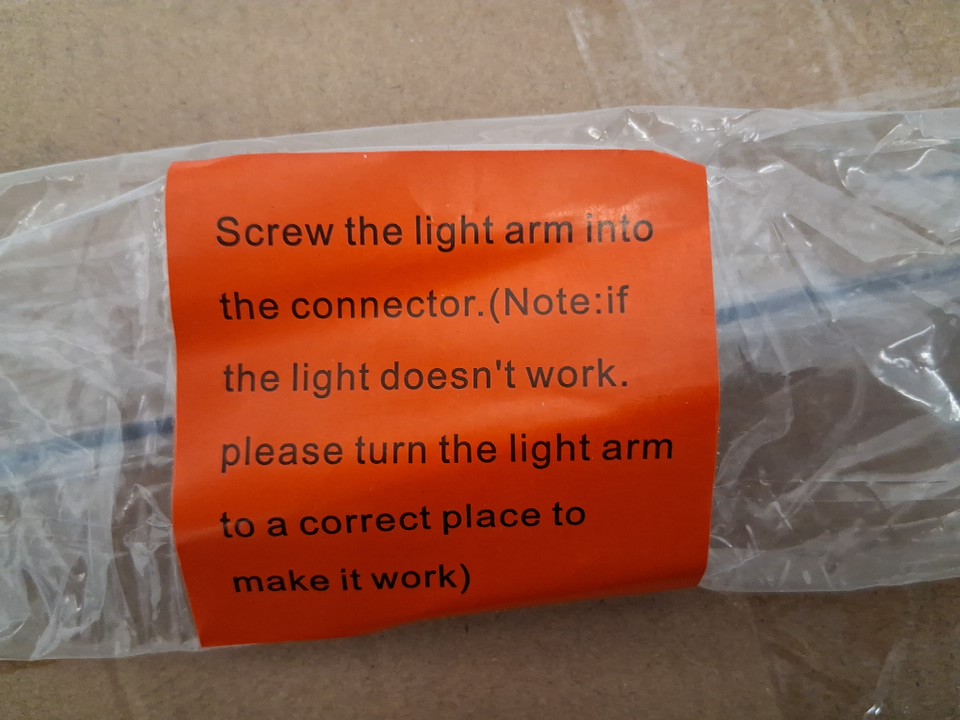 Screw the light arm into
the connector.(Note:if
the light doesn't work.
please turn the light arm
to a correct place to
make it work)